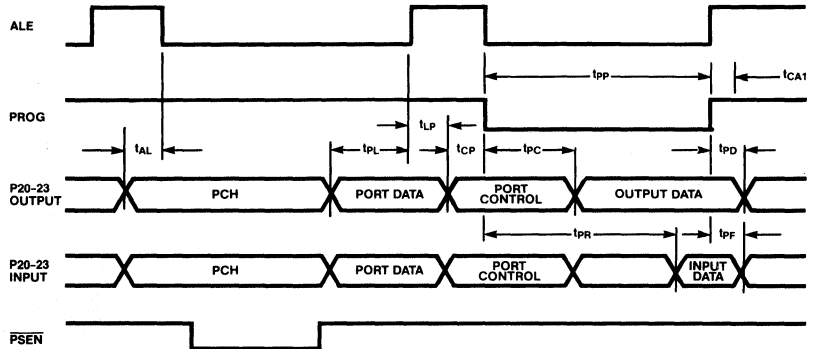 ALE
tPP
tCA1
PROG
tAL
tLP
tPL
tCP
tPC
tPD
P20-23
OUTPUT
PCH
PORT DATA
PORT
CONTROL
OUTPUT DATA
tPR
tPF
P20-23
INPUT
PCH
PORT DATA
PORT
CONTROL
INPUT
DATA
PSEN